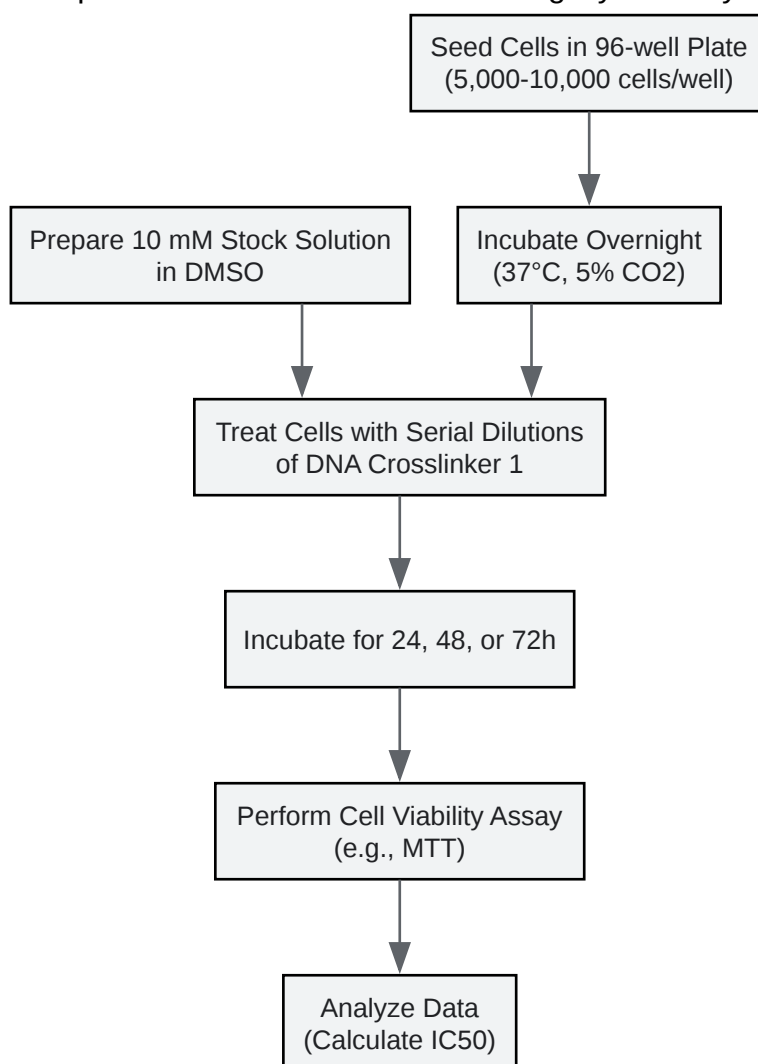 Seed Cells in 96-well Plate
(5,000-10,000 cells/well)
Prepare 10 mM Stock Solution
in DMSO
Incubate Overnight
(37°C, 5% CO2)
Treat Cells with Serial Dilutions
of DNA Crosslinker 1
Incubate for 24, 48, or 72h
Perform Cell Viability Assay
(e.g., MTT)
Analyze Data
(Calculate IC50)